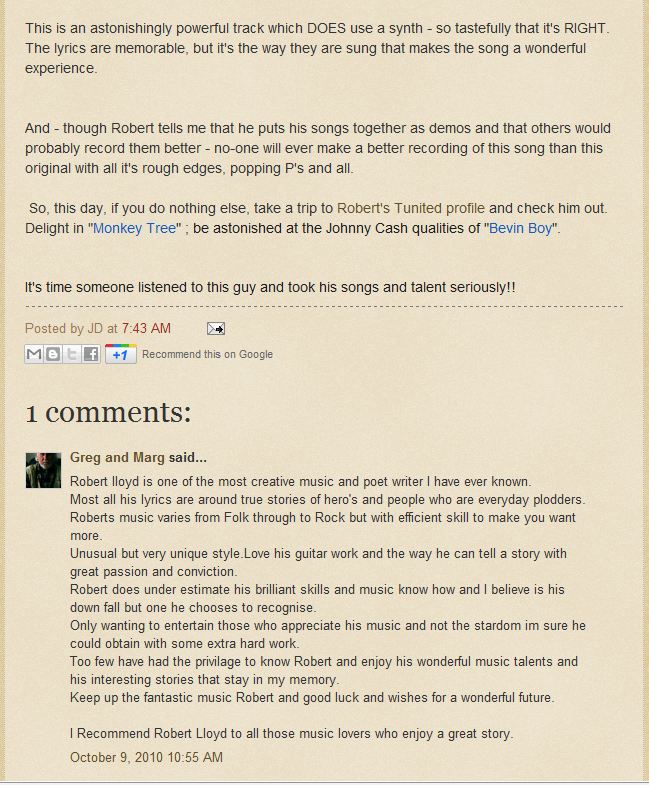 This is an astonishingly powerful track which DOES use a synth - so tastefully that it's RIGHT.
The lyrics are memorable, but it's the way they are sung that makes the song a wonderful
experience.
And - though Robert tells me that he puts his songs together as demos and that others would
probably record them better - no-one will ever make a better recording of this song than this
original with all it's rough edges, popping P's and all.
So, this day, if you do nothing else, take a trip to Robert's Tunited profile and check him out.
Delight in "Monkey Tree" ; be astonished at the Johnny Cash qualities of "Bevin Boy".
It's time someone listened to this guy and took his songs and talent seriously!!
Posted by JD at 7:43 AM
+1 Recommend this on Google
1 comments:
Greg and Marg said...
Robert lloyd is one of the most creative music and poet writer I have ever known.
Most all his lyrics are around true stories of hero's and people who are everyday plodders.
Roberts music varies from Folk through to Rock but with efficient skill to make you want
more.
Unusual but very unique style.Love his guitar work and the way he can tell a story with
great passion and conviction.
Robert does under estimate his brilliant skills and music know how and I believe is his
down fall but one he chooses to recognise.
Only wanting to entertain those who appreciate his music and not the stardom im sure he
could obtain with some extra hard work.
Too few have had the privilage to know Robert and enjoy his wonderful music talents and
his interesting stories that stay in my memory.
Keep up the fantastic music Robert and good luck and wishes for a wonderful future.
I Recommend Robert Lloyd to all those music lovers who enjoy a great story.
October 9, 2010 10:55 AM